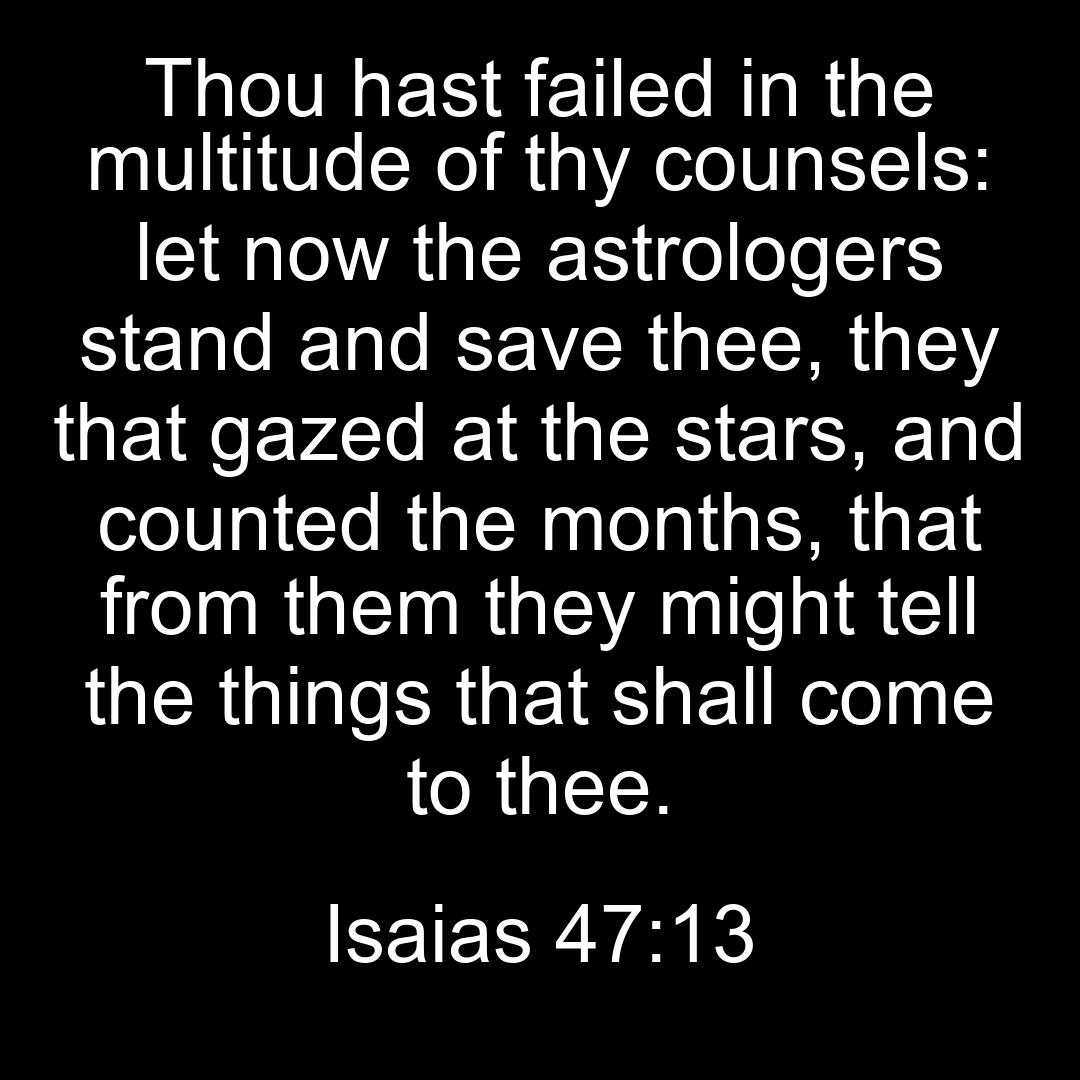 Thou hast failed in the
multitude of thy counsels:
let now the astrologers
stand and save thee, they
that gazed at the stars, and
counted the months, that
from them they might tell
the things that shall come
to thee.
Isaias 47:13